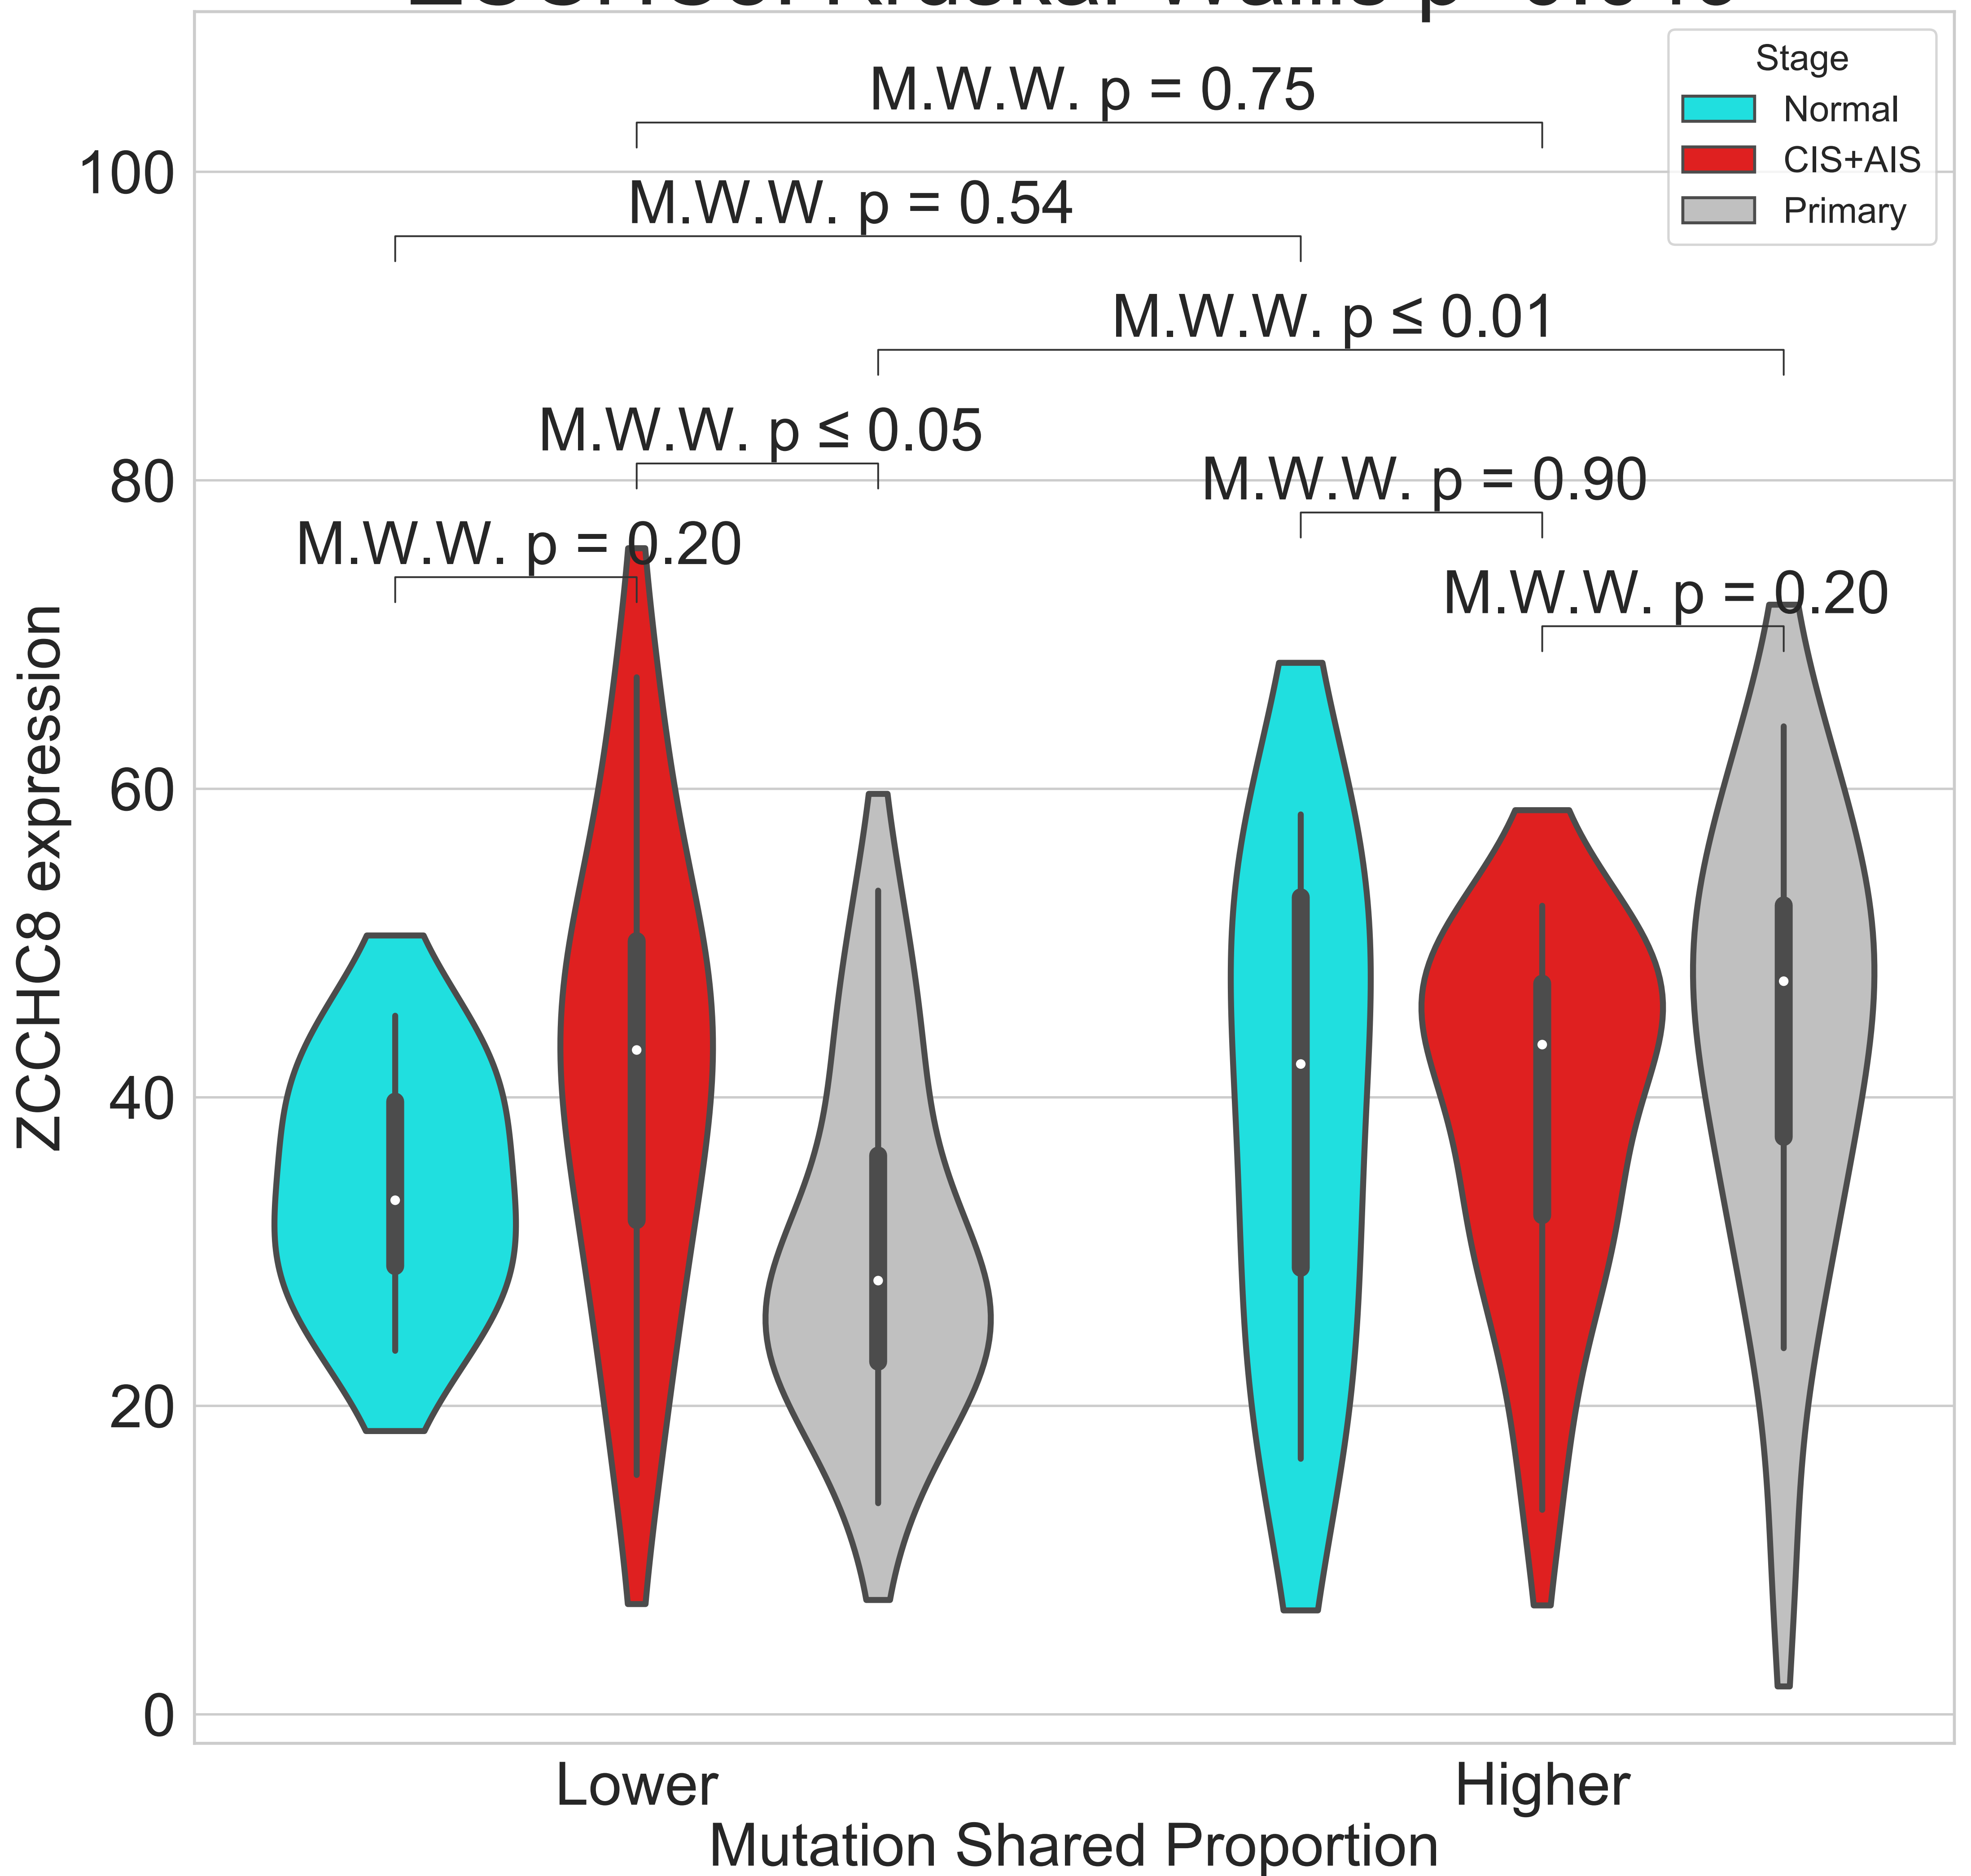 M.W.W. p = 0.75
M.W.W. p = 0.54
M.W.W. p ≤ 0.01
M.W.W. p ≤ 0.05
M.W.W. p = 0.90
M.W.W. p = 0.20
M.W.W. p = 0.20
Stage
Normal
CIS+AIS
Primary
100
80
60
40
20
0
ZCCHC8 expression
Lower
Higher
Mutation Shared Proportion